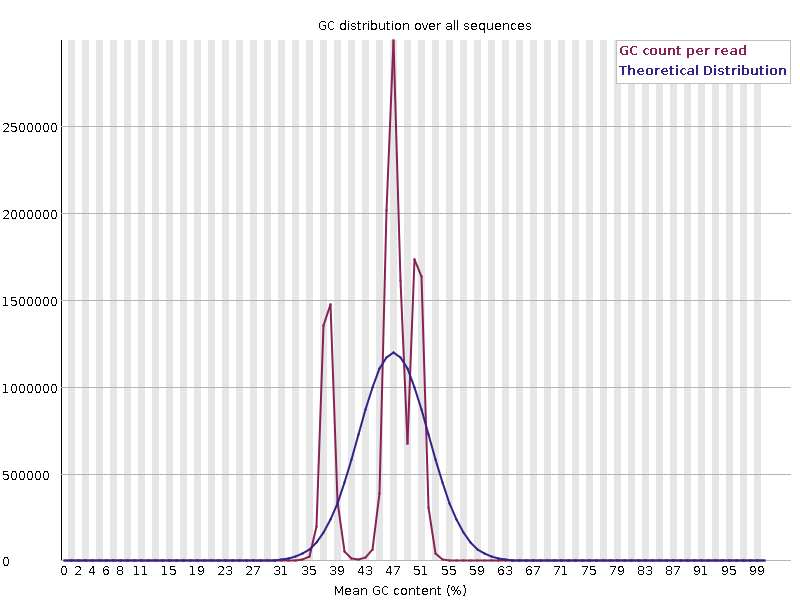 GC distribution over all sequences
GC count per read
Theoretical Distribution
2500000
2000000
1500000
1000000
500000
0
0 2 4 6 8 11 15 19 23 27 31 35 39 43 47 51 55 59 63 67 71 75 79 83 87 91 95 99
Mean GC content (%)